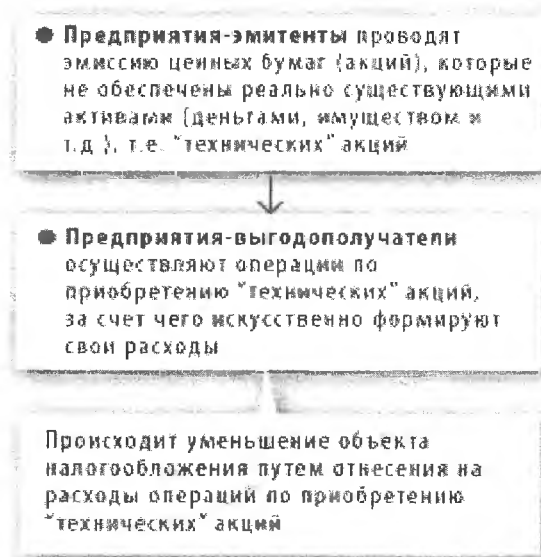 ● Предприятия-эмитенты проводят
эмиссию ценных бумаг (акций), которые
не обеспечены реально существующими
активами (деньгами, имуществом и
т.д.), т.е. "технических" акций
● Предприятия-выгодополучатели
осуществляют операции по
приобретению "технических" акций,
за счет чего искусственно формируют
свои расходы
Происходит уменьшение объекта
налогообложения путем отнесения на
расходы операций по приобретению
"технических" акций